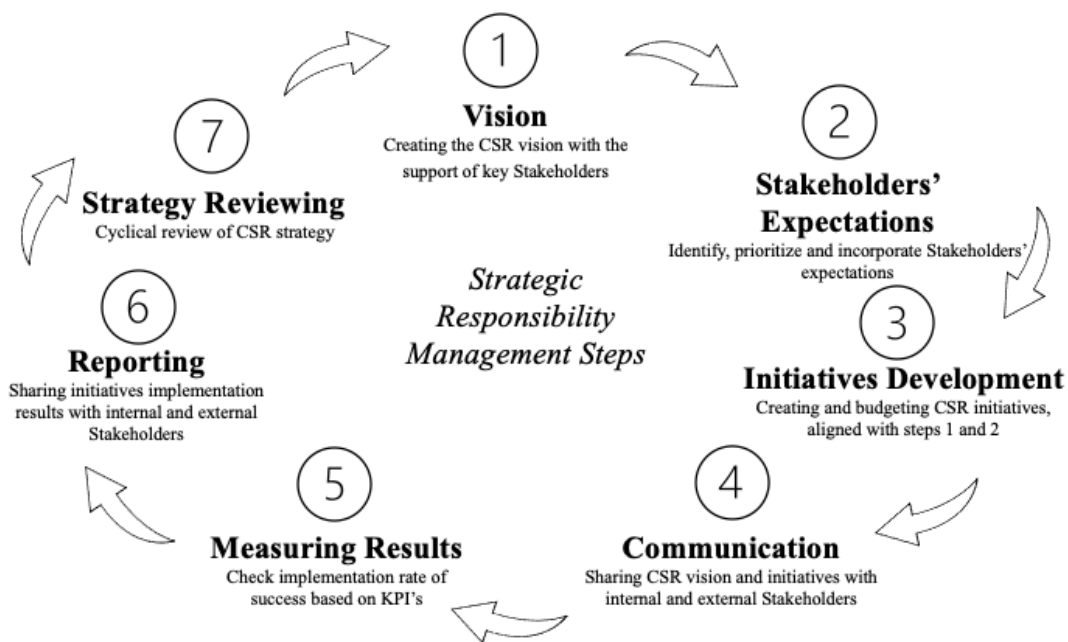 1
Vision
Creating the CSR vision with the
support of key Stakeholders
2
Stakeholders’
Expectations
Identify, prioritize and incorporate Stakeholders’
expectations
3
Initiatives Development
Creating and budgeting CSR initiatives,
aligned with steps 1 and 2
4
Communication
Sharing CSR vision and initiatives with
internal and external Stakeholders
5
Measuring Results
Check implementation rate of
success based on KPI’s
6
Reporting
Sharing initiatives implementation
results with internal and external
Stakeholders
7
Strategy Reviewing
Cyclical review of CSR strategy
Strategic
Responsibility
Management Steps